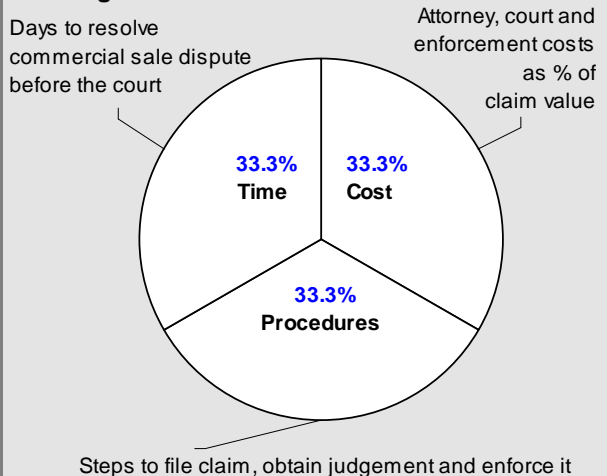 Days to resolve
commercial sale dispute
before the court
Attorney, court and
enforcement costs
as % of
claim value
33.3%
Time
33.3%
Cost
33.3%
Procedures
Steps to file claim, obtain judgement and enforce it